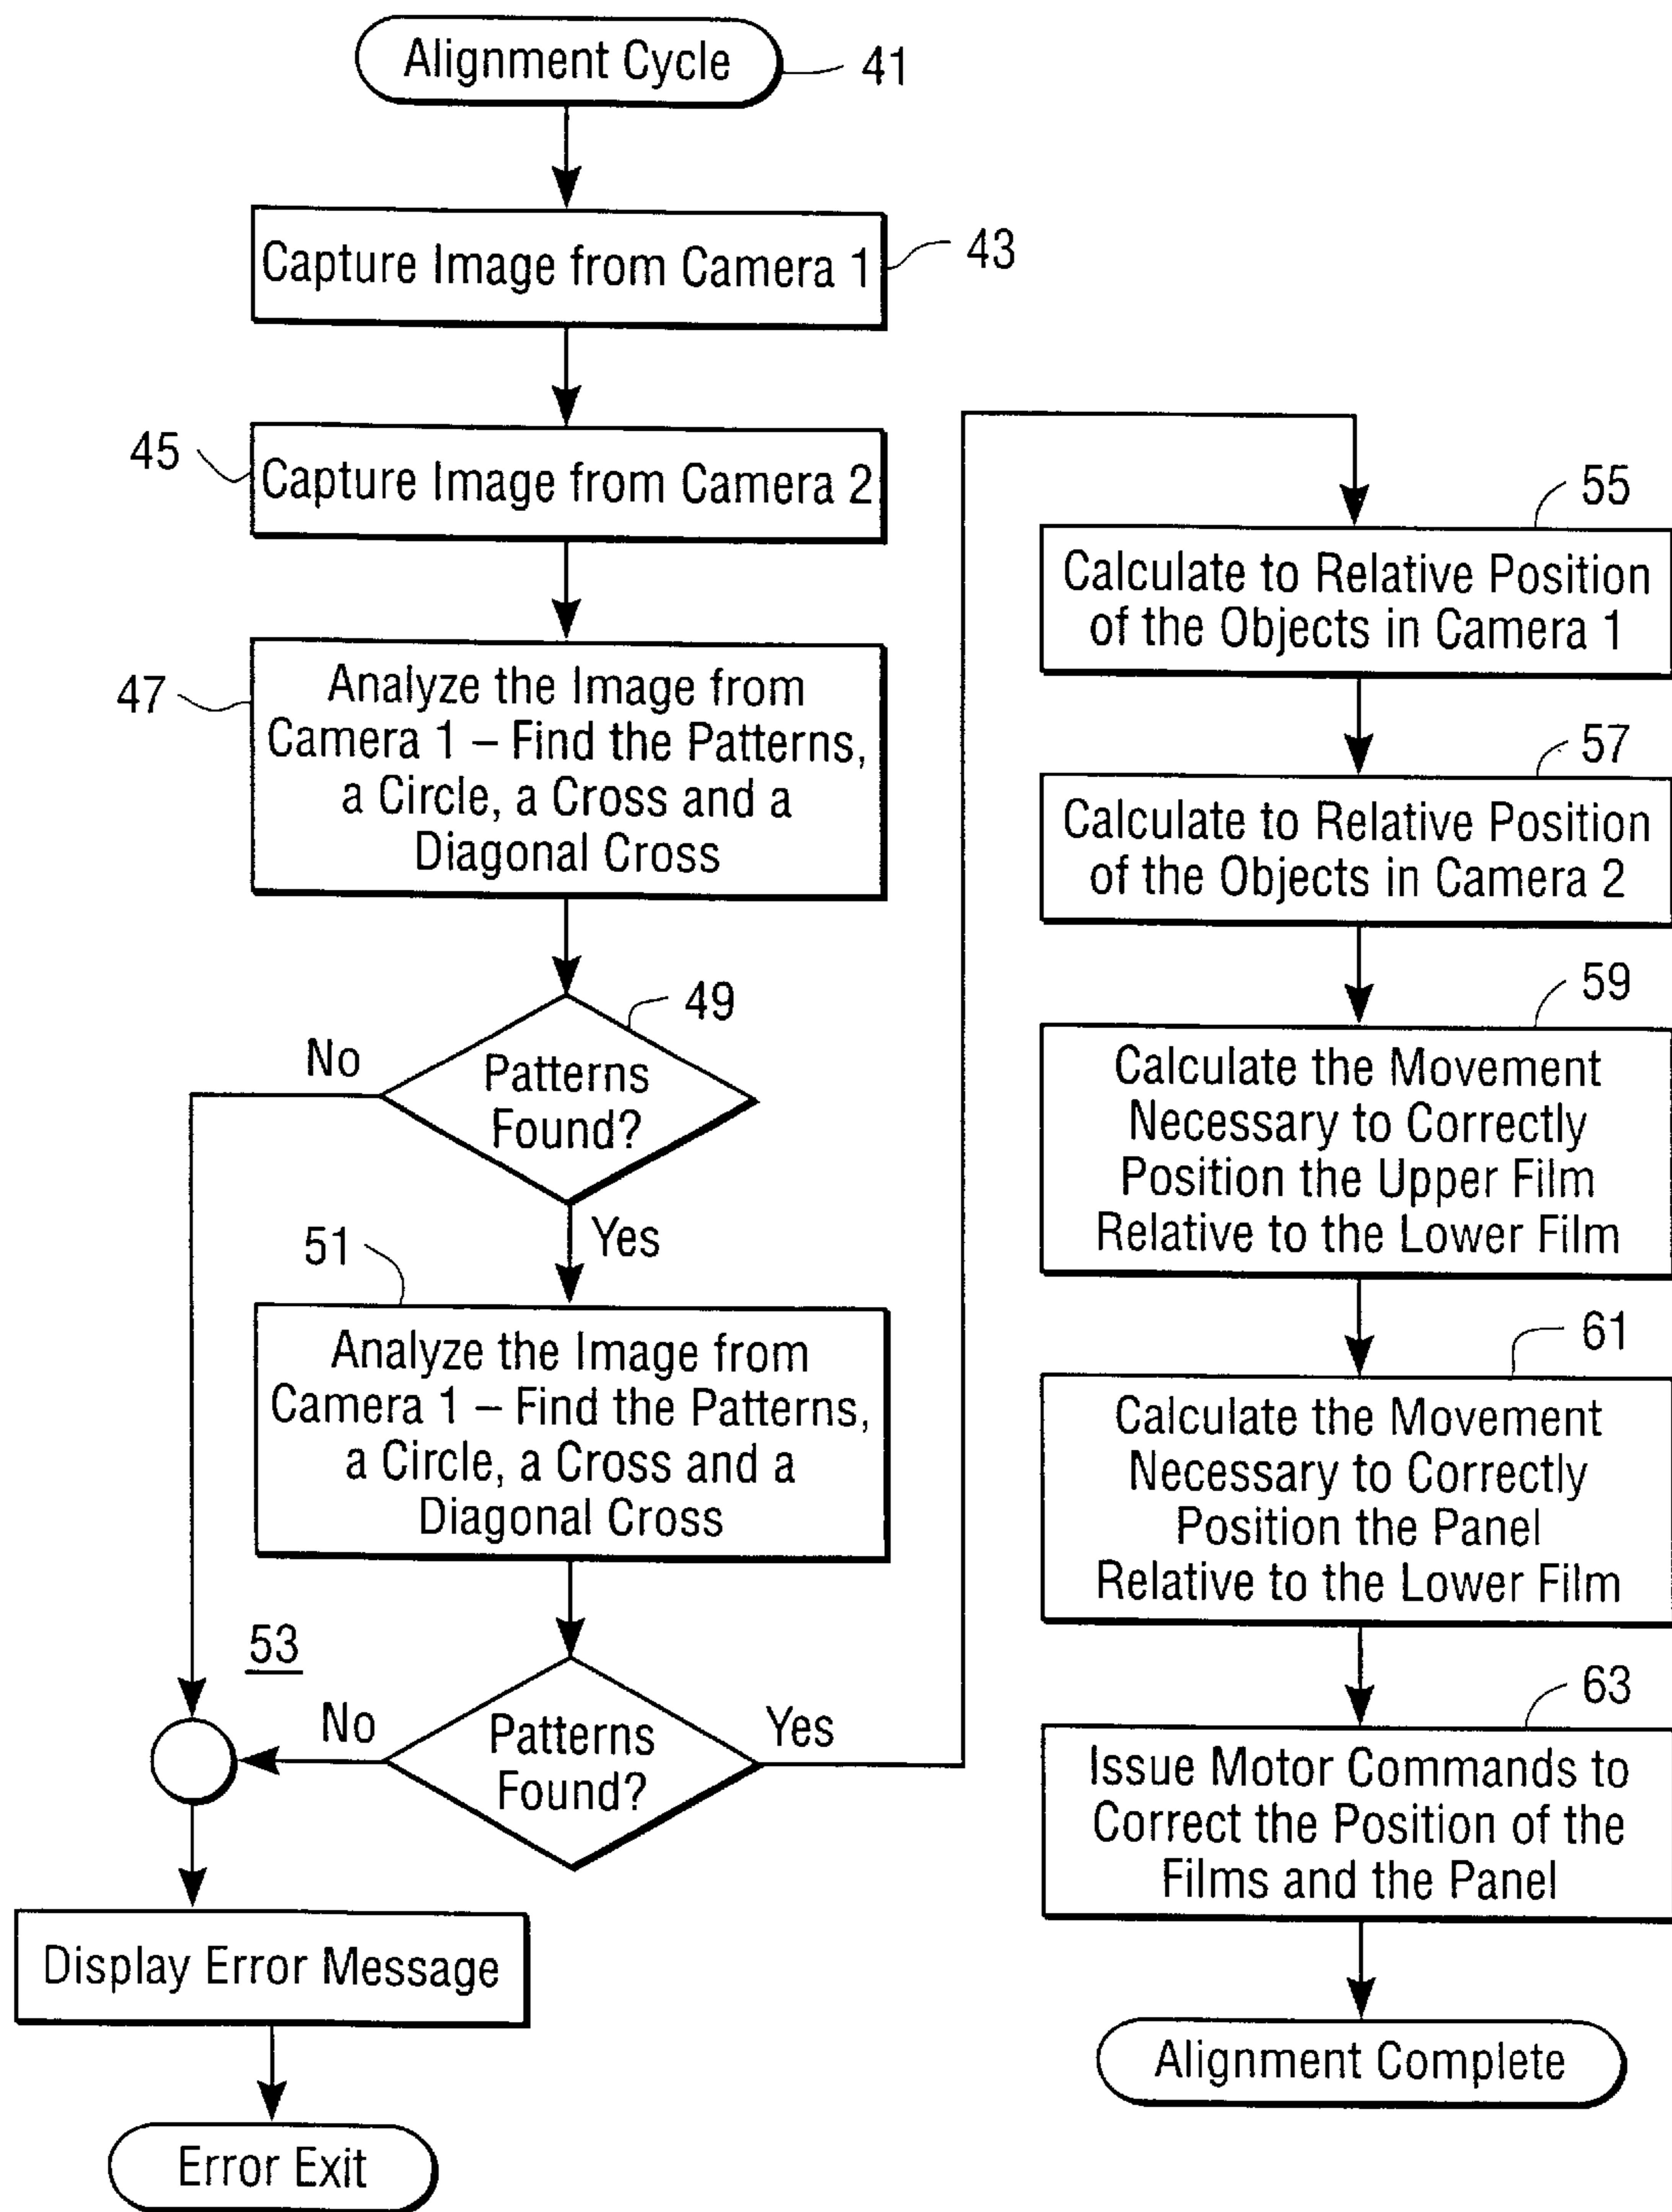 Alignment Cycle
41
Capture Image from Camera 1
43
45
Capture Image from Camera 2
47
Analyze the Image from
Camera 1 – Find the Patterns,
a Circle, a Cross and a
Diagonal Cross
49
No
Patterns
Found?
Yes
51
Analyze the Image from
Camera 1 – Find the Patterns,
a Circle, a Cross and a
Diagonal Cross
53
No
Patterns
Found?
Yes
Display Error Message
Error Exit
55
Calculate to Relative Position
of the Objects in Camera 1
57
Calculate to Relative Position
of the Objects in Camera 2
59
Calculate the Movement
Necessary to Correctly
Position the Upper Film
Relative to the Lower Film
61
Calculate the Movement
Necessary to Correctly
Position the Panel
Relative to the Lower Film
63
Issue Motor Commands to
Correct the Position of the
Films and the Panel
Alignment Complete